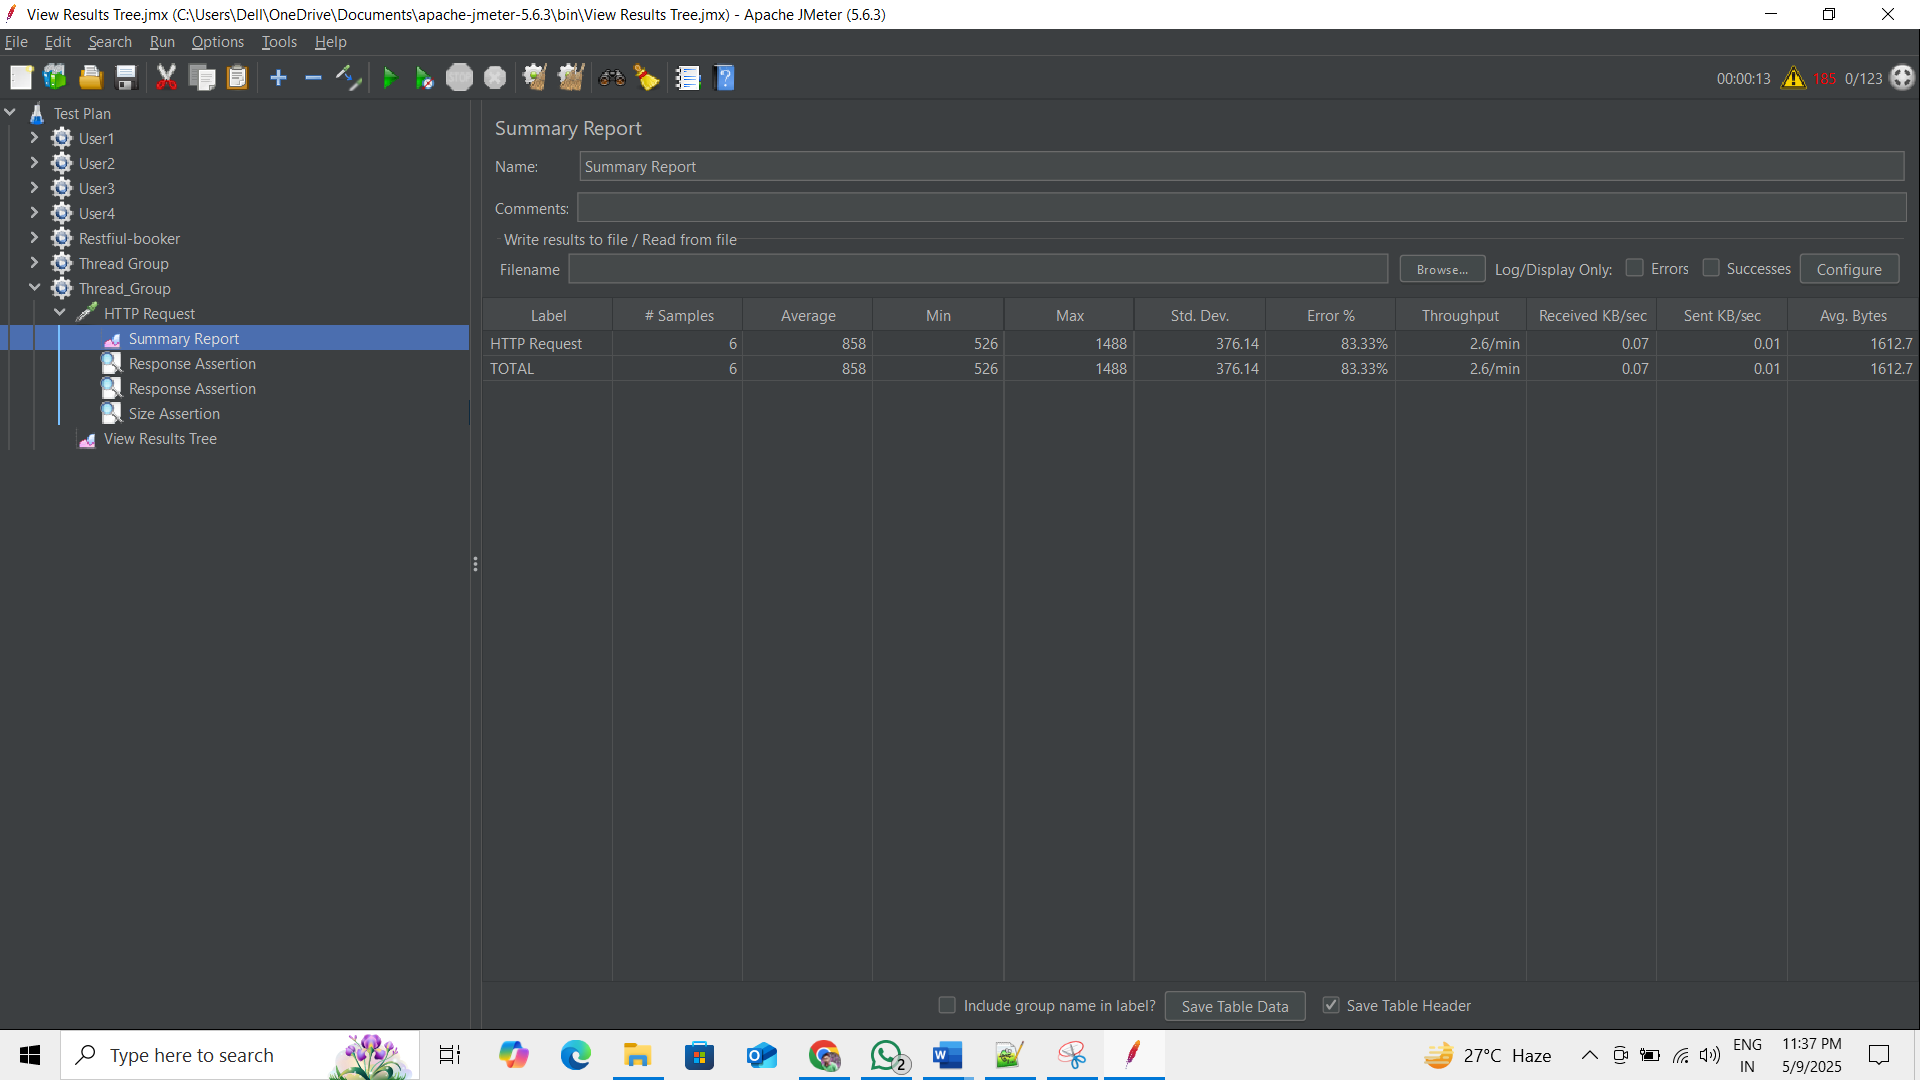 View Results Tree.jmx (C:\Users\Dell\OneDrive\Documents\apache-jmeter-5.6.3\bin\View Results Tree.jmx) - Apache JMeter (5.6.3)
File Edit Search Run Options Tools Help
STOP 00:00:13 185 0/123
Test Plan
User1
User2
User3
User4
Restfiul-booker
Thread Group
Thread_Group
HTTP Request
Summary Report
Response Assertion
Response Assertion
Size Assertion
View Results Tree
Summary Report
Name: Summary Report
Comments:
Write results to file / Read from file
Filename Browse... Log/Display Only: Errors Successes Configure
Label # Samples Average Min Max Std. Dev. Error % Throughput Received KB/sec Sent KB/sec Avg. Bytes
HTTP Request 6 858 526 1488 376.14 83.33% 2.6/min 0.07 0.01 1612.7
TOTAL 6 858 526 1488 376.14 83.33% 2.6/min 0.07 0.01 1612.7
Include group name in label? Save Table Data Save Table Header
Type here to search 2 27°C Haze ENG 11:37 PM
IN 5/9/2025